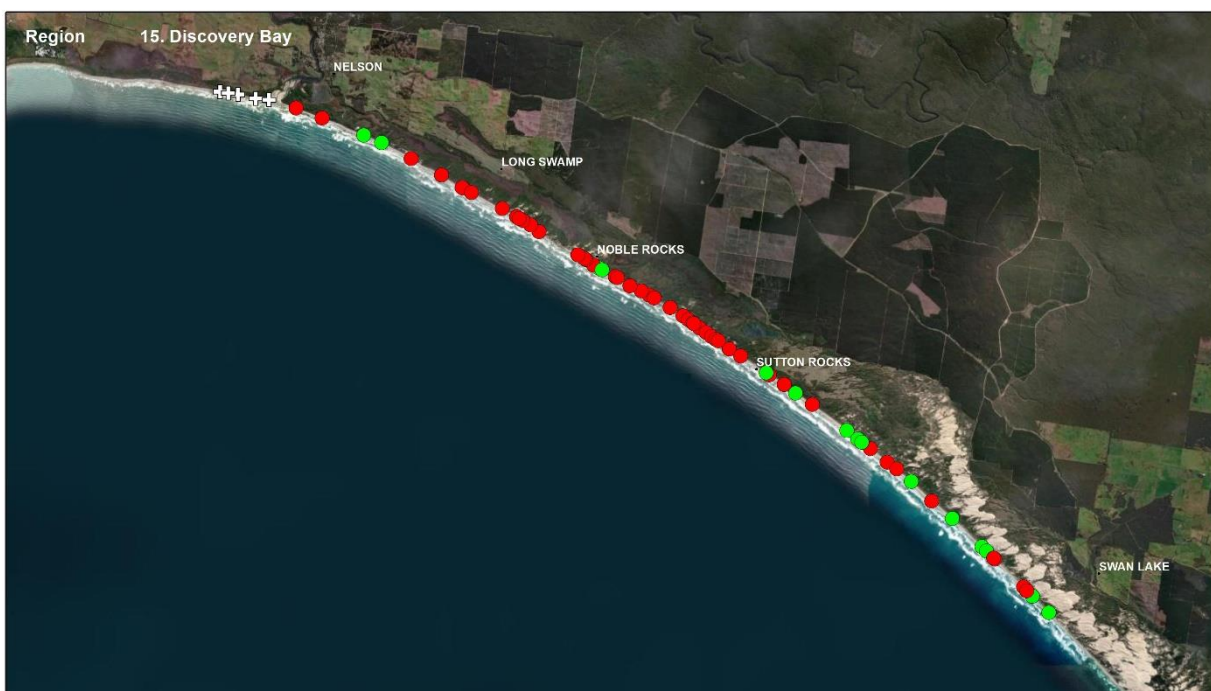 Region 15. Discovery Bay
NELSON
LONG SWAMP
NOBLE ROCKS
SUTTON ROCKS
SWAN LAKE